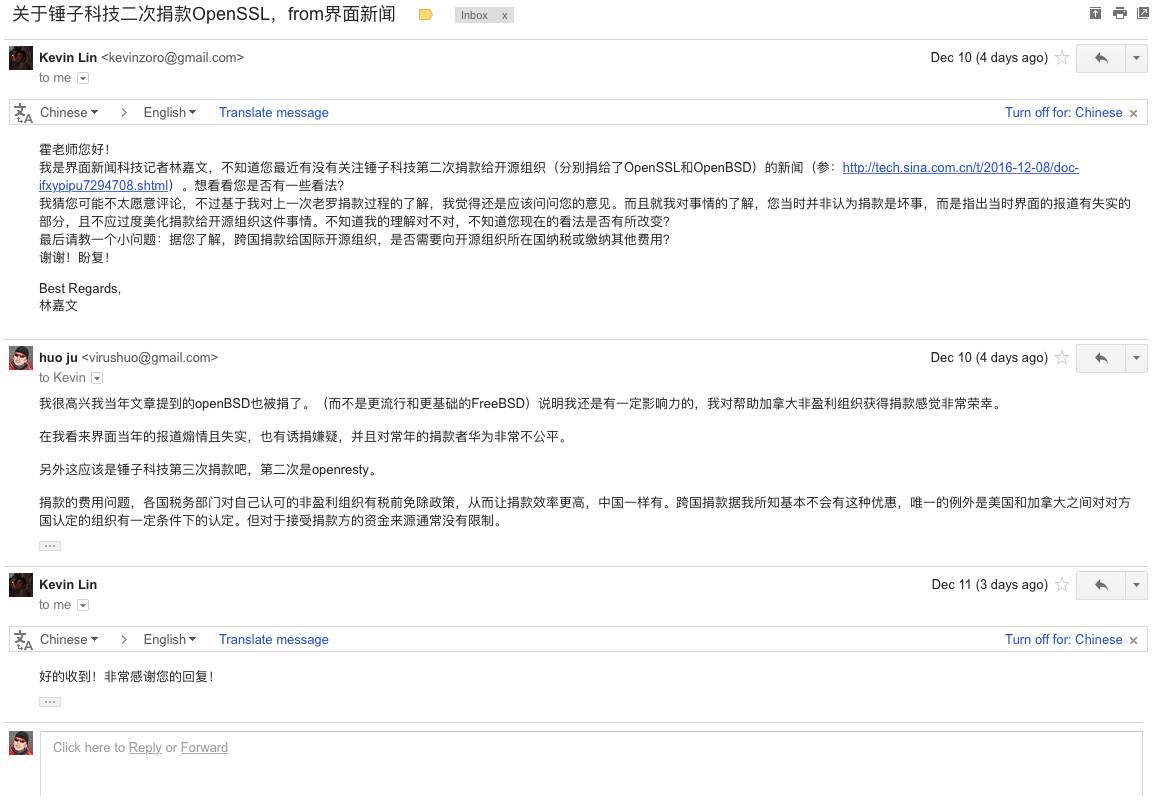 关于锤子科技二次捐款OpenSSL，from界面新闻
Inbox x
Kevin Lin <kevinzoro@gmail.com>
Dec 10 (4 days ago)
to me
Chinese > English Translate message
Turn off for: Chinese ×
霍老师您好！
我是界面新闻科技记者林嘉文，不知道您最近有没有关注锤子科技第二次捐款给开源组织（分别捐给了OpenSSL和OpenBSD）的新闻（参：http://tech.sina.com.cn/t/2016-12-08/doc-
ifxypipu7294708.shtml）。想看看您是否有一些看法？
我猜您可能不太愿意评论，不过基于我对上一次老罗捐款过程的了解，我觉得还是应该问问您的意见。而且就我对事情的了解，您当时并非认为捐款是坏事，而是指出当时界面的报道有失实的
部分，且不应过度美化捐款给开源组织这件事情。不知道我的理解对不对，不知道您现在的看法是否有所改变？
最后请教一个小问题：据您了解，跨国捐款给国际开源组织，是否需要向开源组织所在国纳税或缴纳其他费用？
谢谢！盼复！
Best Regards,
林嘉文
huo ju <virushuo@gmail.com>
Dec 10 (4 days ago)
to Kevin
我很高兴我当年文章提到的openBSD也被捐了。（而不是更流行和更基础的FreeBSD）说明我还是有一定影响力的，我对帮助加拿大非盈利组织获得捐款感觉非常荣幸。
在我看来界面当年的报道煽情且失实，也有诱捐嫌疑，并且对常年的捐款者华为非常不公平。
另外这应该是锤子科技第三次捐款吧，第二次是openresty。
捐款的费用问题，各国税务部门对自己认可的非盈利组织有税前免除政策，从而让捐款效率更高，中国一样有。跨国捐款据我所知基本不会有这种优惠，唯一的例外是美国和加拿大之间对对方
国认定的组织有一定条件下的认定。但对于接受捐款方的资金来源通常没有限制。
Kevin Lin
Dec 11 (3 days ago)
to me
Chinese > English Translate message
Turn off for: Chinese ×
好的收到！非常感谢您的回复！
Click here to Reply or Forward